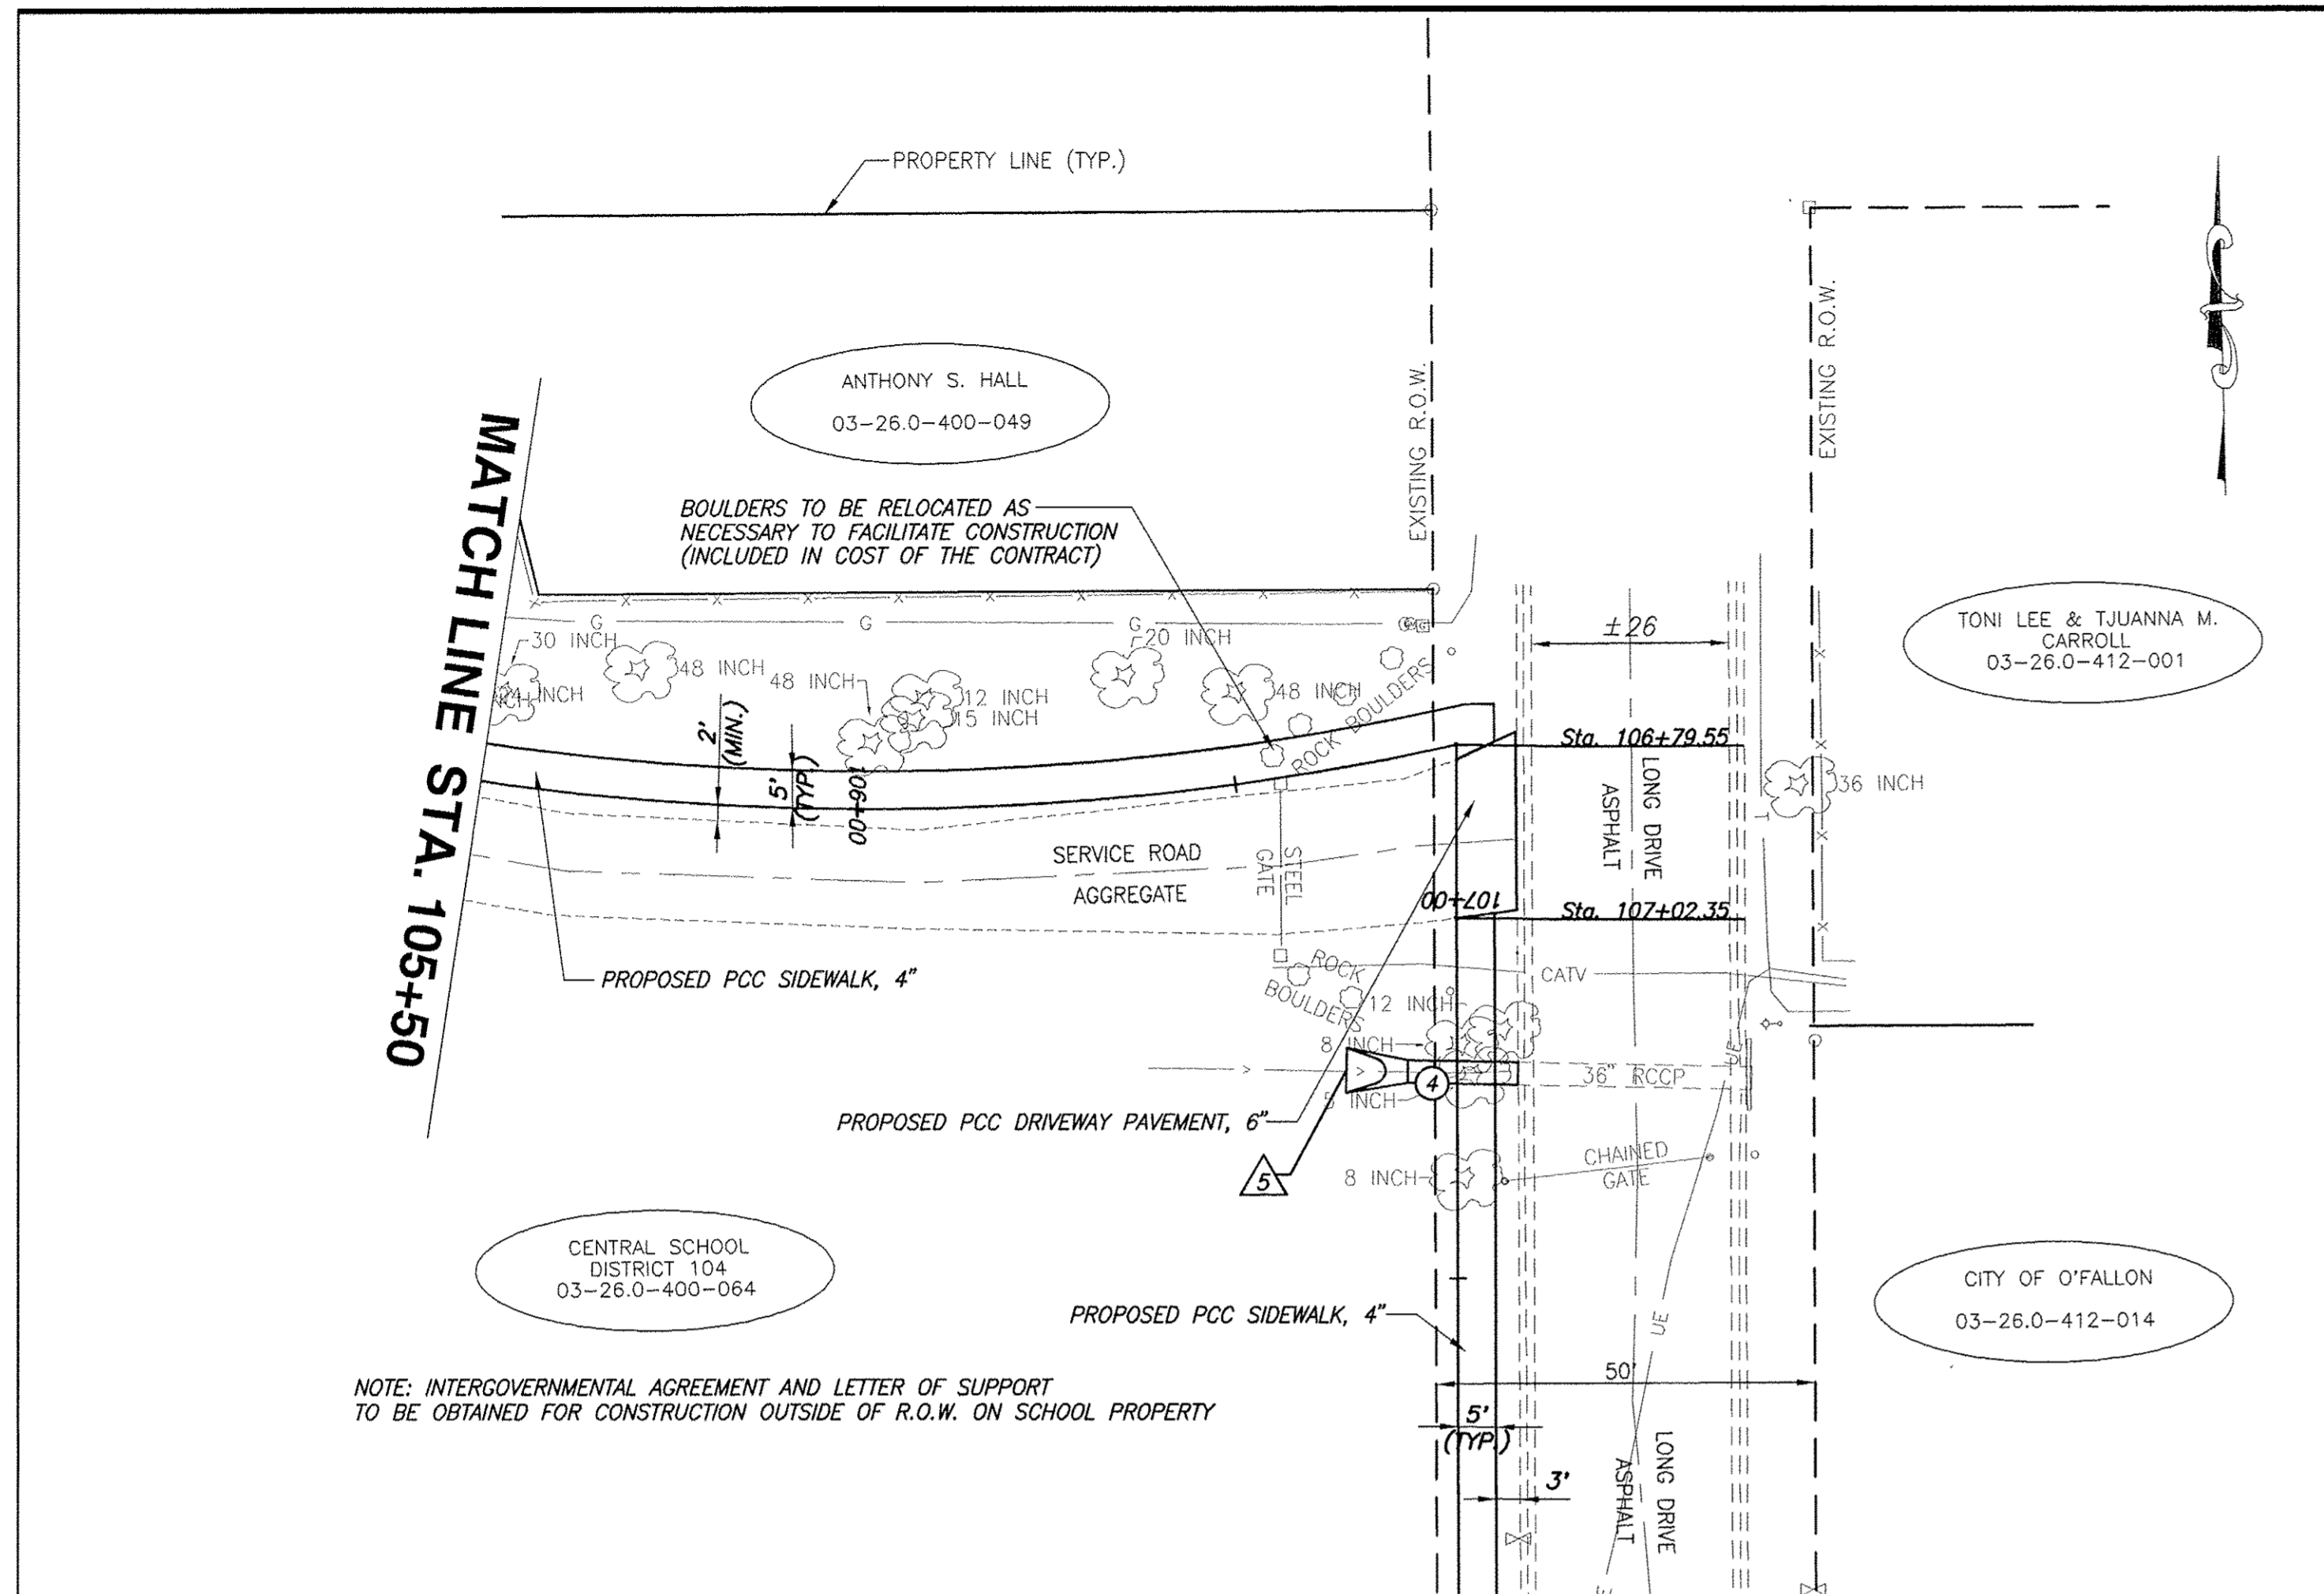 PROPERTY LINE (TYP.)
EXISTING R.O.W.
EXISTING R.O.W.
ANTHONY S. HALL
03-26.0-400-049
MATCH LINE STA. 105+50
BOULDERS TO BE RELOCATED AS
NECESSARY TO FACILITATE CONSTRUCTION
(INCLUDED IN COST OF THE CONTRACT)
TONI LEE & TJUANNA M.
CARROLL
03-26.0-412-001
±26
G
G
G
G
30 INCH
48 INCH
48 INCH
12 INCH
15 INCH
20 INCH
48 INCH
ROCK BOULDERS
2'
(MIN.)
5'
(TYP.)
106+00
Sta. 106+79.55
LONG DRIVE
ASPHALT
36 INCH
T
SERVICE ROAD
AGGREGATE
STEEL
GATE
107+00
Sta. 107+02.35
PROPOSED PCC SIDEWALK, 4"
ROCK
BOULDERS
CATV
12 INCH
8 INCH
4
36" RCCP
UE
5 INCH
PROPOSED PCC DRIVEWAY PAVEMENT, 6"
5
8 INCH
CHAINED
GATE
CENTRAL SCHOOL
DISTRICT 104
03-26.0-400-064
PROPOSED PCC SIDEWALK, 4"
UE
CITY OF O'FALLON
03-26.0-412-014
50'
NOTE: INTERGOVERNMENTAL AGREEMENT AND LETTER OF SUPPORT
TO BE OBTAINED FOR CONSTRUCTION OUTSIDE OF R.O.W. ON SCHOOL PROPERTY
5'
(TYP.)
3'
LONG DRIVE
ASPHALT